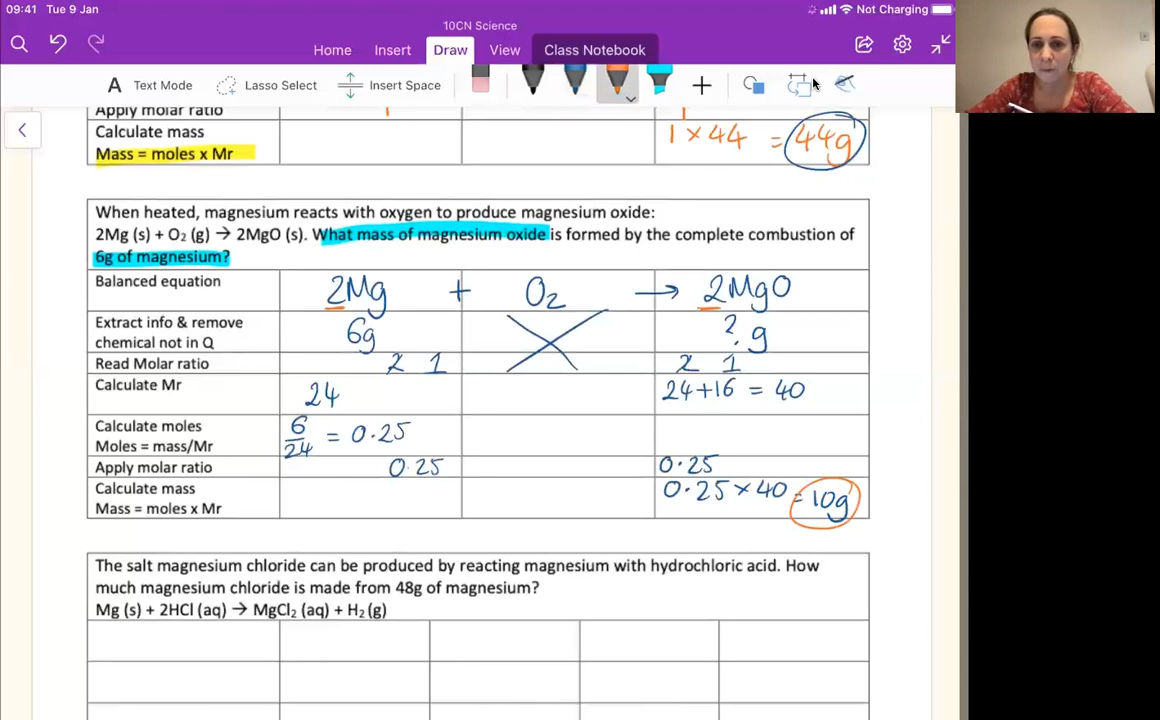 09:41 Tue 9 Jan
Not Charging
10CN Science
Home Insert Draw View Class Notebook
A Text Mode Lasso Select Insert Space
Apply molar ratio 1 1
Calculate mass
Mass = moles x Mr
1 × 44 = 44g
When heated, magnesium reacts with oxygen to produce magnesium oxide:
2Mg (s) + O₂ (g) → 2MgO (s). What mass of magnesium oxide is formed by the complete combustion of
6g of magnesium?
Balanced equation 2Mg + O₂ → 2MgO
Extract info & remove
chemical not in Q
6g ? g
Read Molar ratio 2 1 2 1
Calculate Mr 24 24+16 = 40
Calculate moles
Moles = mass/Mr
6/24 = 0.25
Apply molar ratio 0.25 0.25
Calculate mass
Mass = moles x Mr
0.25 × 40 = 10g
The salt magnesium chloride can be produced by reacting magnesium with hydrochloric acid. How
much magnesium chloride is made from 48g of magnesium?
Mg (s) + 2HCl (aq) → MgCl₂ (aq) + H₂ (g)